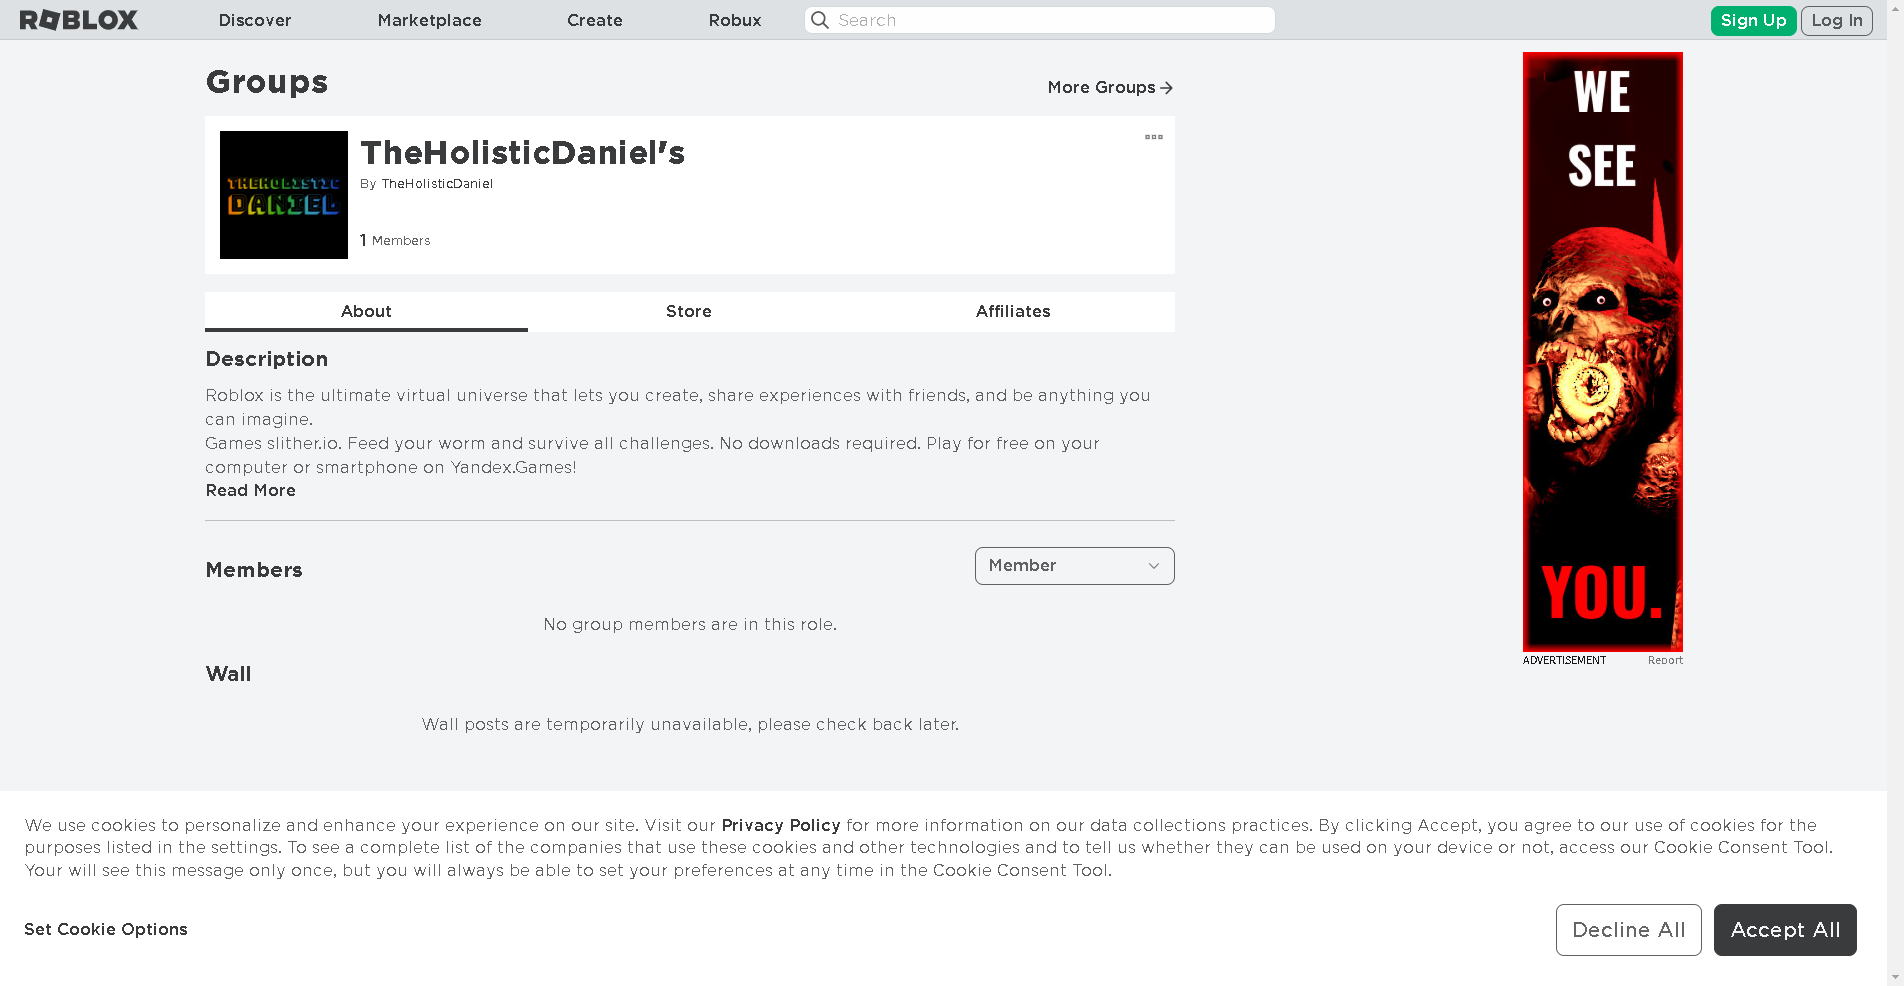 ROBLOX Discover Marketplace Create Robux Search Sign Up Log In
Groups
More Groups
THEHOLISTIC
DANIEL
TheHolisticDaniel's
By TheHolisticDaniel
1 Members
About Store Affiliates
Description
Roblox is the ultimate virtual universe that lets you create, share experiences with friends, and be anything you
can imagine.
Games slither.io. Feed your worm and survive all challenges. No downloads required. Play for free on your
computer or smartphone on Yandex.Games!
Read More
Members
Member
No group members are in this role.
Wall
Wall posts are temporarily unavailable, please check back later.
WE
SEE
YOU.
ADVERTISEMENT Report
We use cookies to personalize and enhance your experience on our site. Visit our Privacy Policy for more information on our data collections practices. By clicking Accept, you agree to our use of cookies for the
purposes listed in the settings. To see a complete list of the companies that use these cookies and other technologies and to tell us whether they can be used on your device or not, access our Cookie Consent Tool.
Your will see this message only once, but you will always be able to set your preferences at any time in the Cookie Consent Tool.
Set Cookie Options
Decline All
Accept All